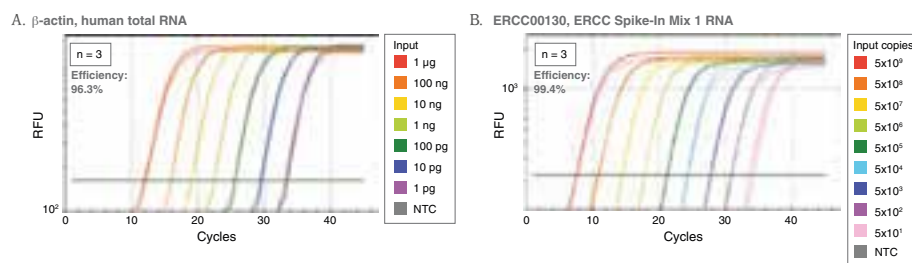 A. β-actin, human total RNA
n = 3
Efficiency:
96.3%
RFU
10²
0 10 20 30 40
Cycles
Input
1 µg
100 ng
10 ng
1 ng
100 pg
10 pg
1 pg
NTC
B. ERCC00130, ERCC Spike-In Mix 1 RNA
n = 3
Efficiency:
99.4%
RFU
10³
0 10 20 30 40
Cycles
Input copies
5x10⁹
5x10⁸
5x10⁷
5x10⁶
5x10⁵
5x10⁴
5x10³
5x10²
5x10¹
NTC